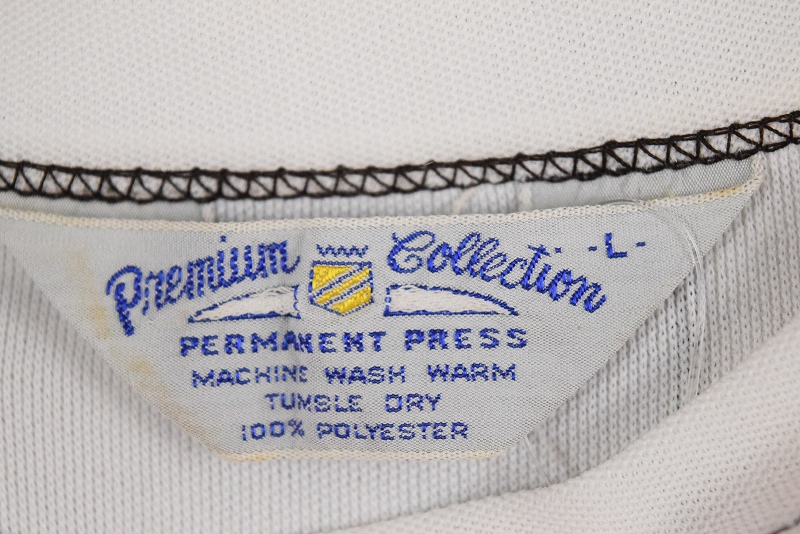 Premium Collection -L-
PERMANENT PRESS
MACHINE WASH WARM
TUMBLE DRY
100% POLYESTER